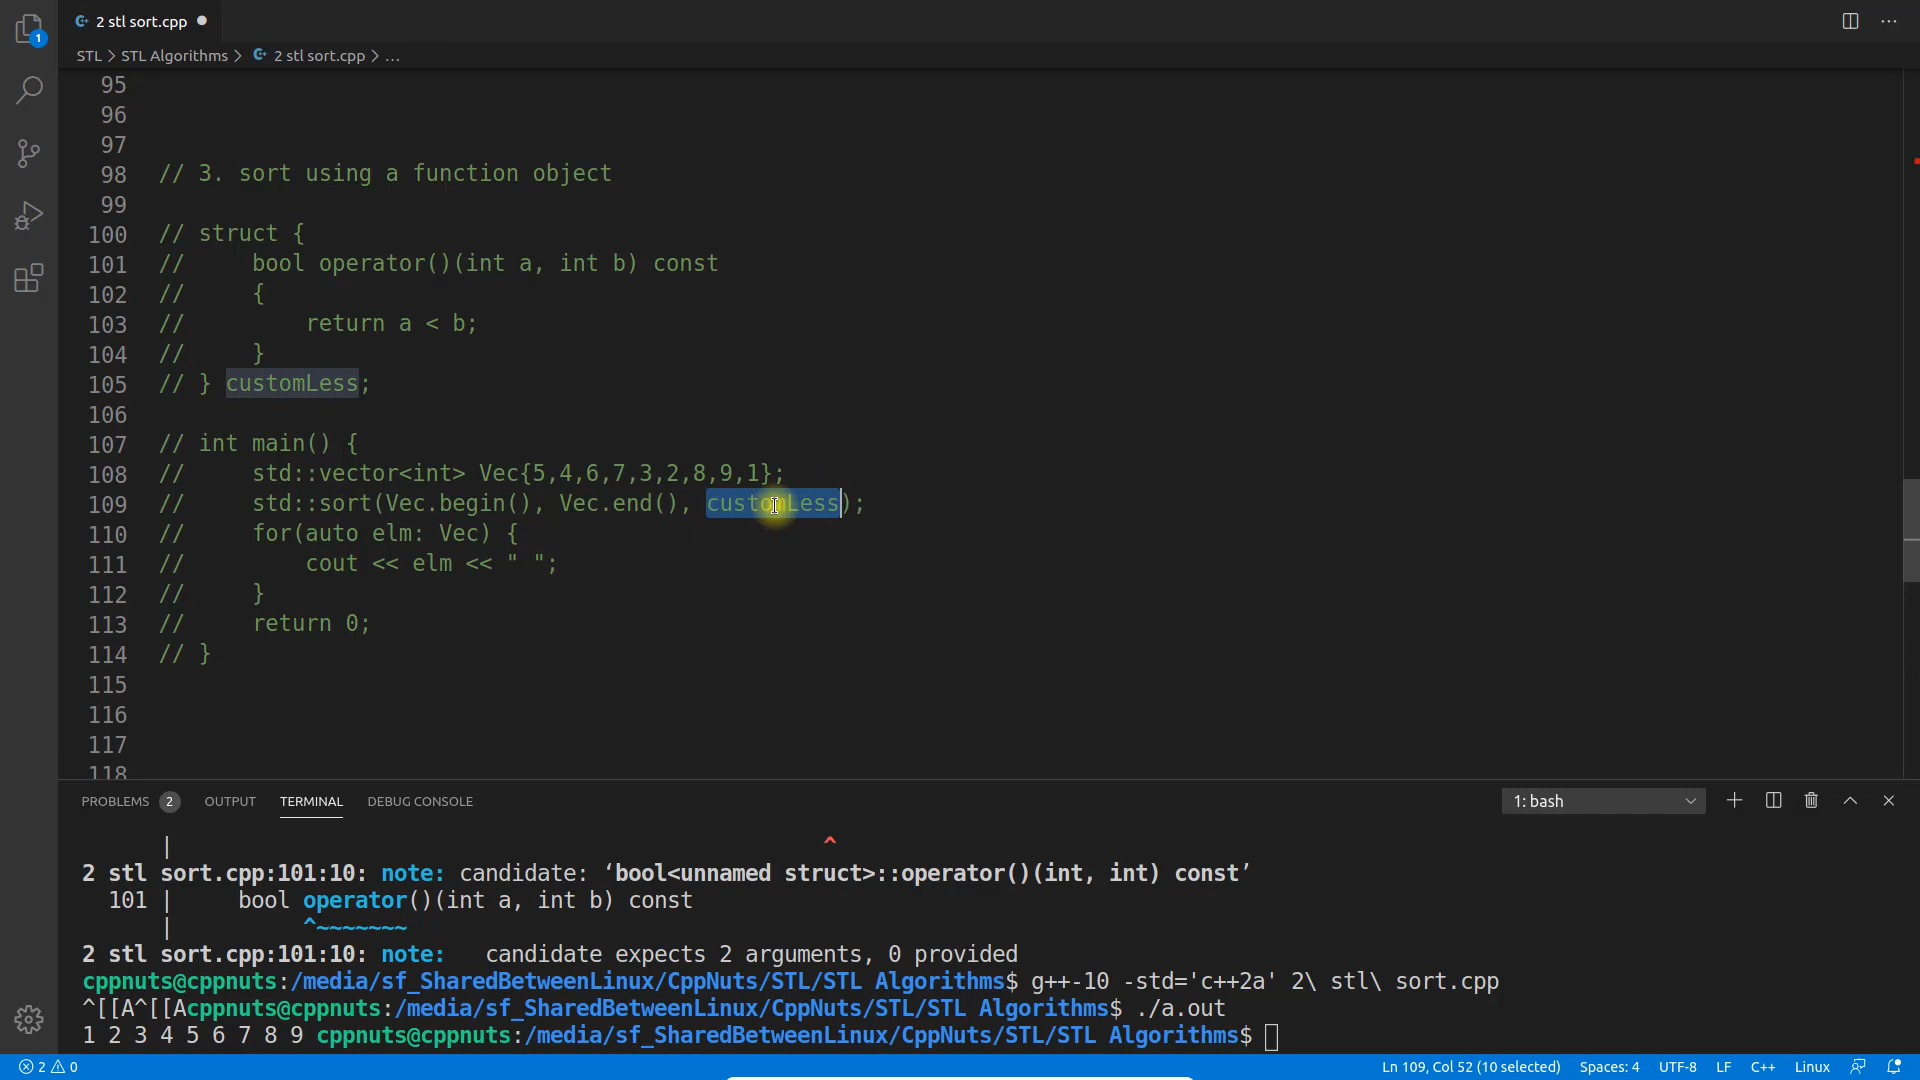 2 stl sort.cpp
1
STL > STL Algorithms > 2 stl sort.cpp > ...
95
96
97
98 // 3. sort using a function object
99
100 // struct {
101 //     bool operator()(int a, int b) const
102 //     {
103 //         return a < b;
104 //     }
105 // } customLess;
106
107 // int main() {
108 //     std::vector<int> Vec{5,4,6,7,3,2,8,9,1};
109 //     std::sort(Vec.begin(), Vec.end(), customLess);
110 //     for(auto elm: Vec) {
111 //         cout << elm << " ";
112 //     }
113 //     return 0;
114 // }
115
116
117
118
PROBLEMS 2 OUTPUT TERMINAL DEBUG CONSOLE 1: bash
| ^
2 stl sort.cpp:101:10: note: candidate: ‘bool<unnamed struct>::operator()(int, int) const’
101 |     bool operator()(int a, int b) const
|          ^~~~~~~~
2 stl sort.cpp:101:10: note:   candidate expects 2 arguments, 0 provided
cppnuts@cppnuts:/media/sf_SharedBetweenLinux/CppNuts/STL/STL Algorithms$ g++-10 -std='c++2a' 2\ stl\ sort.cpp
^[[A^[[Acppnuts@cppnuts:/media/sf_SharedBetweenLinux/CppNuts/STL/STL Algorithms$ ./a.out
1 2 3 4 5 6 7 8 9 cppnuts@cppnuts:/media/sf_SharedBetweenLinux/CppNuts/STL/STL Algorithms$
2 0 Ln 109, Col 52 (10 selected) Spaces: 4 UTF-8 LF C++ Linux